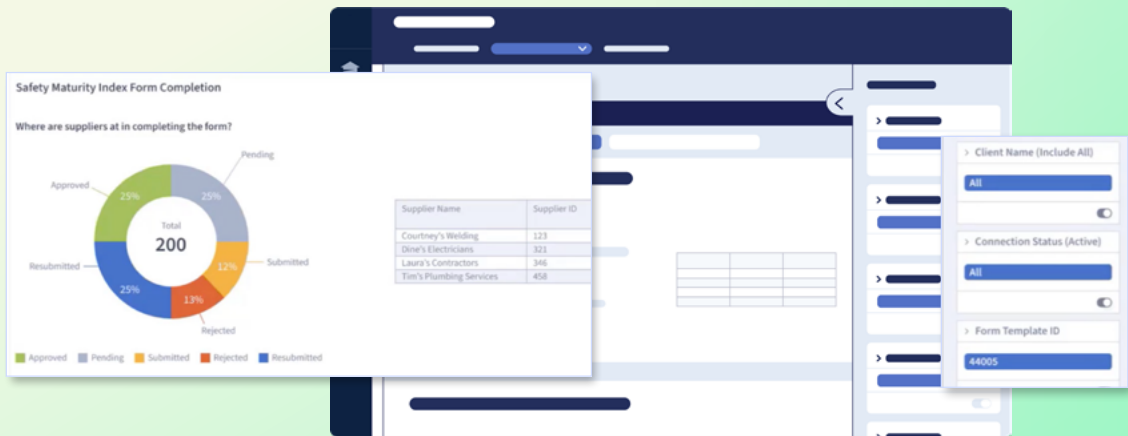 Safety Maturity Index Form Completion
Where are suppliers at in completing the form?
Pending
Approved
25%
25%
Total
200
Submitted
12%
Resubmitted
25%
13%
Rejected
Approved Pending Submitted Rejected Resubmitted
Supplier Name Supplier ID
Courtney's Welding 123
Dine's Electricians 321
Laura's Contractors 346
Tim's Plumbing Services 458
> Client Name (Include All)
All
> Connection Status (Active)
All
> Form Template ID
44005